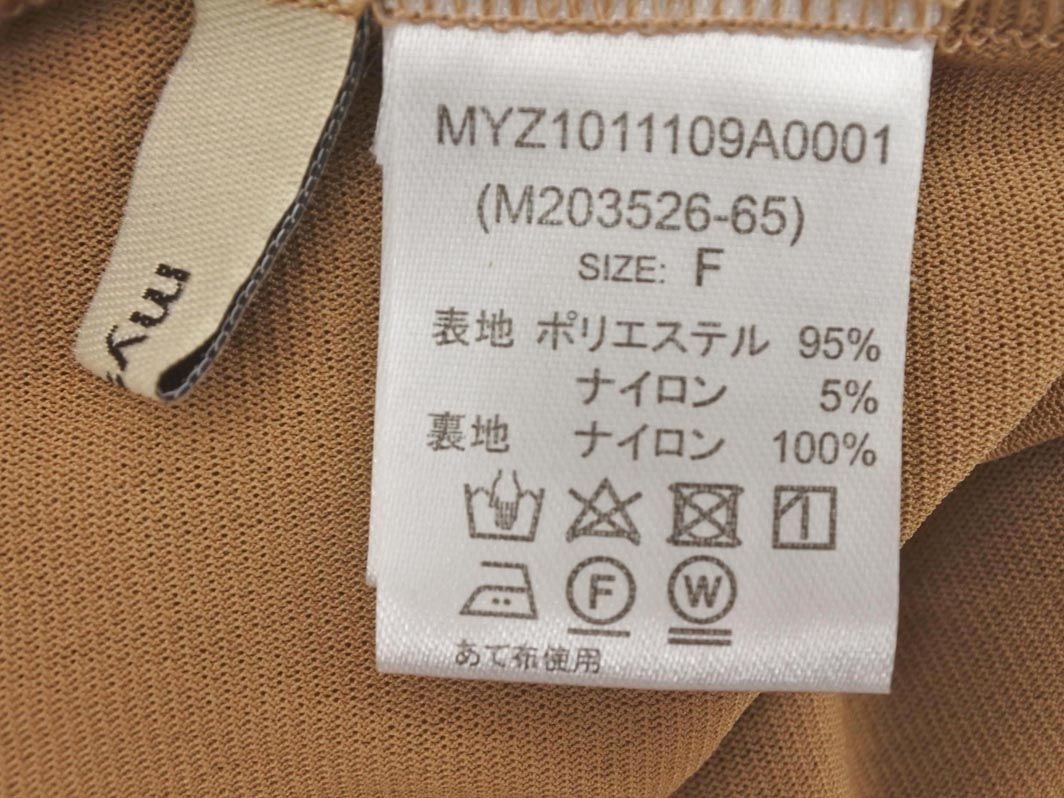 MYZ1011109A0001
(M203526-65)
SIZE: F
表地 ポリエステル 95%
ナイロン 5%
裏地 ナイロン 100%
F W
あて布使用